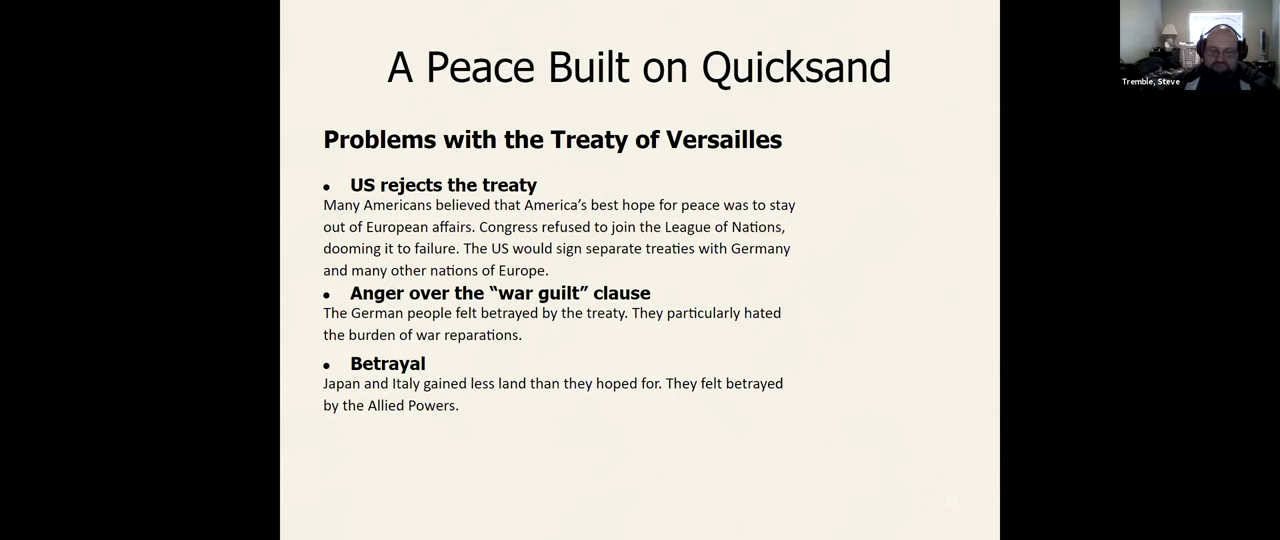 A Peace Built on Quicksand
Tremble, Steve
Problems with the Treaty of Versailles
• US rejects the treaty
Many Americans believed that America’s best hope for peace was to stay
out of European affairs. Congress refused to join the League of Nations,
dooming it to failure. The US would sign separate treaties with Germany
and many other nations of Europe.
• Anger over the “war guilt” clause
The German people felt betrayed by the treaty. They particularly hated
the burden of war reparations.
• Betrayal
Japan and Italy gained less land than they hoped for. They felt betrayed
by the Allied Powers.